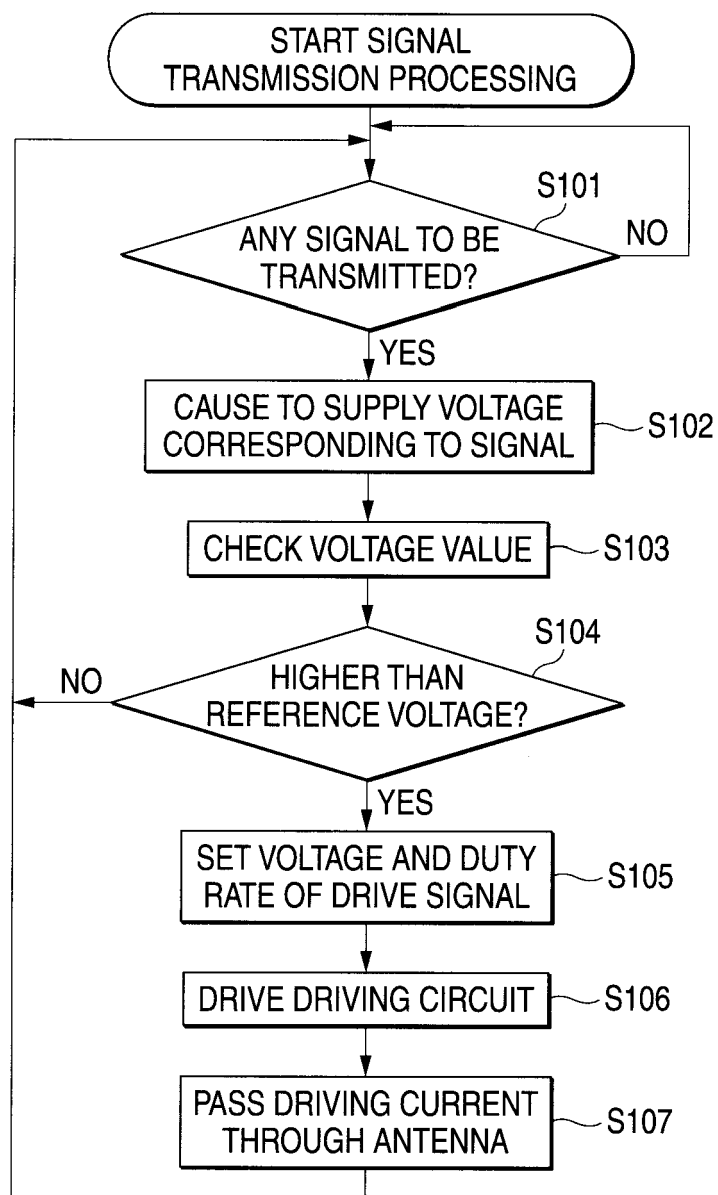 START SIGNAL
TRANSMISSION PROCESSING
S101
ANY SIGNAL TO BE
TRANSMITTED?
NO
YES
CAUSE TO SUPPLY VOLTAGE
CORRESPONDING TO SIGNAL
S102
CHECK VOLTAGE VALUE
S103
S104
NO
HIGHER THAN
REFERENCE VOLTAGE?
YES
SET VOLTAGE AND DUTY
RATE OF DRIVE SIGNAL
S105
DRIVE DRIVING CIRCUIT
S106
PASS DRIVING CURRENT
THROUGH ANTENNA
S107